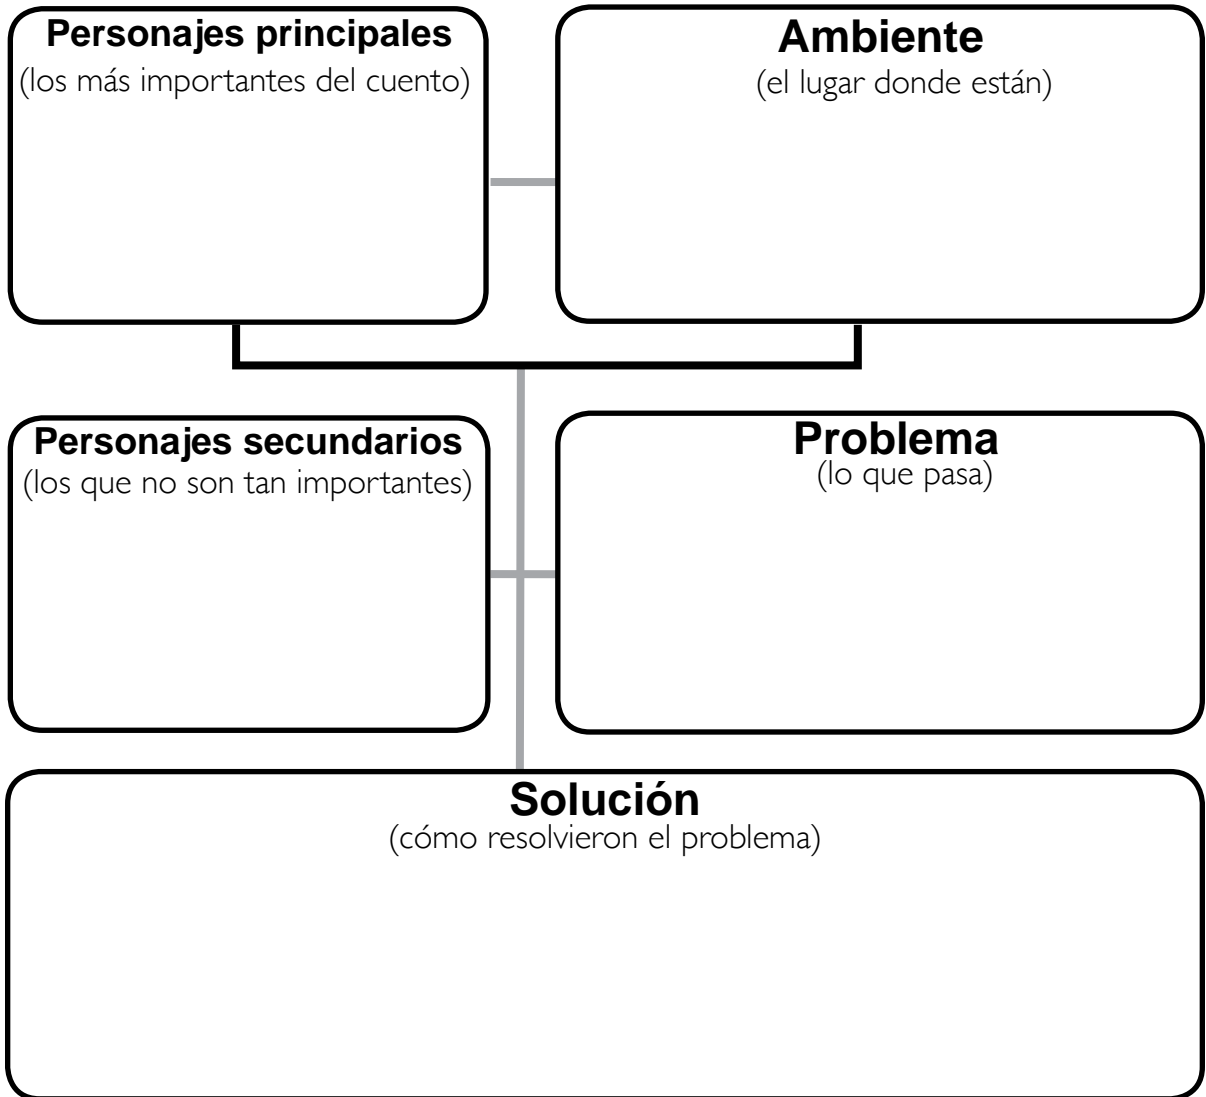 Personajes principales
(los más importantes del cuento)
Ambiente
(el lugar donde están)
Personajes secundarios
(los que no son tan importantes)
Problema
(lo que pasa)
Solución
(cómo resolvieron el problema)